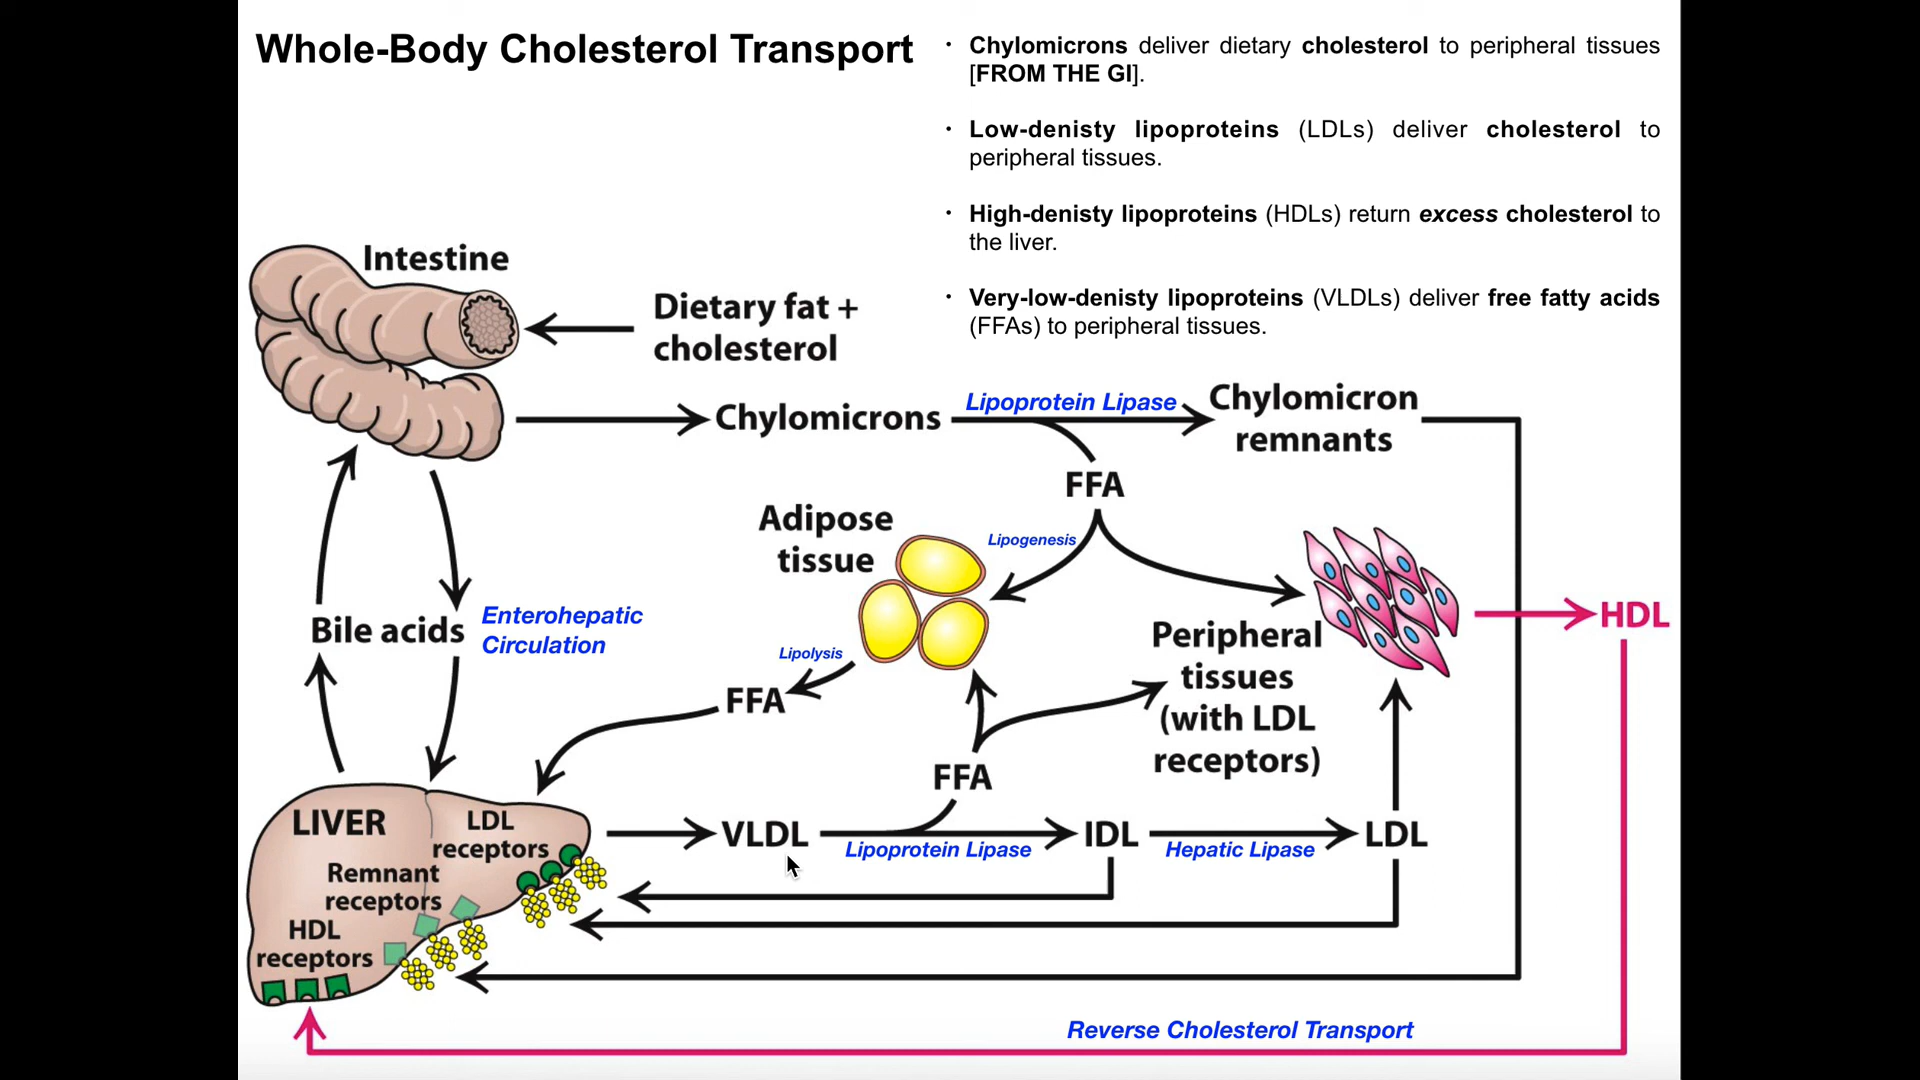 Whole-Body Cholesterol Transport
· Chylomicrons deliver dietary cholesterol to peripheral tissues
[FROM THE GI].
· Low-denisty lipoproteins (LDLs) deliver cholesterol to
peripheral tissues.
· High-denisty lipoproteins (HDLs) return excess cholesterol to
the liver.
· Very-low-denisty lipoproteins (VLDLs) deliver free fatty acids
(FFAs) to peripheral tissues.
Intestine
Dietary fat +
cholesterol
Chylomicrons
Lipoprotein Lipase
Chylomicron
remnants
FFA
Adipose
tissue
Lipogenesis
Bile acids
Enterohepatic
Circulation
Lipolysis
FFA
Peripheral
tissues
(with LDL
receptors)
HDL
FFA
LIVER
LDL
receptors
Remnant
receptors
HDL
receptors
VLDL
Lipoprotein Lipase
IDL
Hepatic Lipase
LDL
Reverse Cholesterol Transport